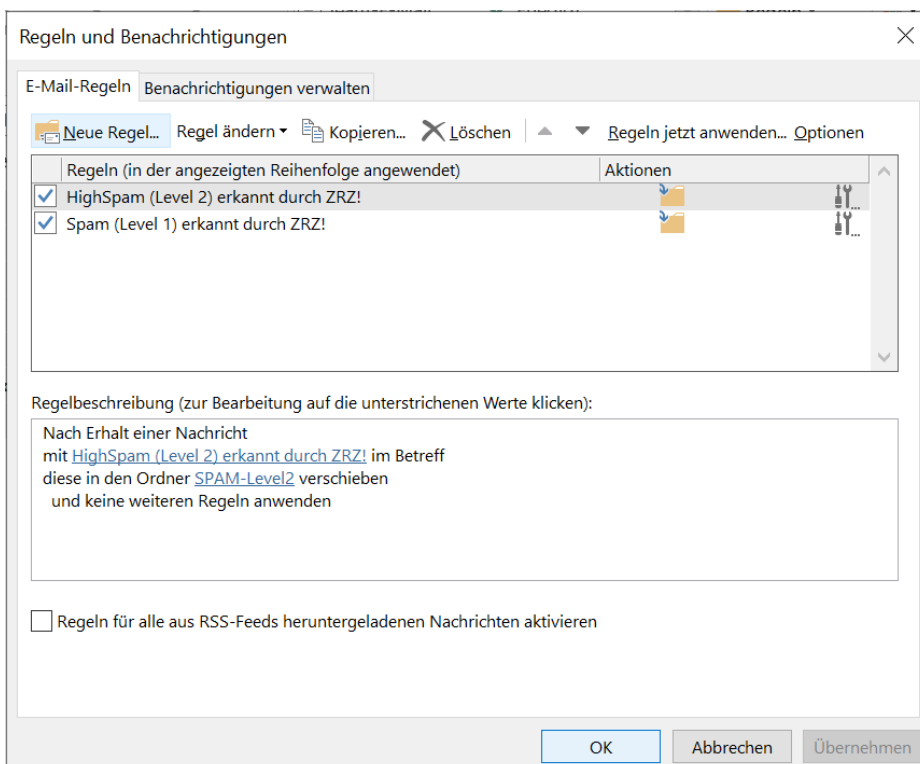 Regeln und Benachrichtigungen
E-Mail-Regeln Benachrichtigungen verwalten
Neue Regel... Regel ändern Kopieren... Löschen Regeln jetzt anwenden... Optionen
Regeln (in der angezeigten Reihenfolge angewendet) Aktionen
HighSpam (Level 2) erkannt durch ZRZ!
Spam (Level 1) erkannt durch ZRZ!
Regelbeschreibung (zur Bearbeitung auf die unterstrichenen Werte klicken):
Nach Erhalt einer Nachricht
mit HighSpam (Level 2) erkannt durch ZRZ! im Betreff
diese in den Ordner SPAM-Level2 verschieben
und keine weiteren Regeln anwenden
Regeln für alle aus RSS-Feeds heruntergeladenen Nachrichten aktivieren
OK Abbrechen Übernehmen